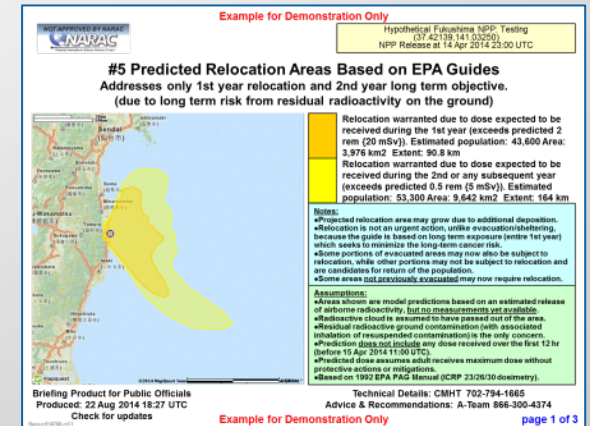 Example for Demonstration Only
NOT APPROVED BY NARAC
NARAC
Hypothetical Fukushima NPP: Testing
(37.42139,141.03250)
NPP Release at 14 Apr 2014 23:00 UTC
#5 Predicted Relocation Areas Based on EPA Guides
Addresses only 1st year relocation and 2nd year long term objective.
(due to long term risk from residual radioactivity on the ground)
Sendai
Relocation warranted due to dose expected to be
received during the 1st year (exceeds predicted 2
rem {20 mSv}). Estimated population: 43,600 Area:
3,976 km2 Extent: 90.8 km
Relocation warranted due to dose expected to be
received during the 2nd or any subsequent year
(exceeds predicted 0.5 rem {5 mSv}). Estimated
population: 53,300 Area: 9,642 km2 Extent: 164 km
Notes:
●Projected relocation area may grow due to additional deposition.
●Relocation is not an urgent action, unlike evacuation/sheltering,
because the guide is based on long term exposure (entire 1st year)
which seeks to minimize the long-term cancer risk.
●Some portions of evacuated areas may now also be subject to
relocation, while other portions may not be subject to relocation and
are candidates for return of the population.
●Some areas not previously evacuated may now require relocation.
Assumptions:
●Areas shown are model predictions based on an estimated release
of airborne radioactivity, but no measurements yet available.
●Radioactive cloud is assumed to have passed out of the area.
●Residual radioactive ground contamination (with associated
inhalation of resuspended contamination) is the only concern.
●Prediction does not include any dose received over the first 12 hr
(before 15 Apr 2014 11:00 UTC).
●Predicted dose assumes adult receives maximum dose without
protective actions or mitigations.
●Based on 1992 EPA PAG Manual (ICRP 23/26/30 dosimetry).
mapquest
Briefing Product for Public Officials
Produced: 22 Aug 2014 18:27 UTC
Check for updates
Technical Details: CMHT 702-794-1665
Advice & Recommendations: A-Team 866-300-4374
Example for Demonstration Only
page 1 of 3